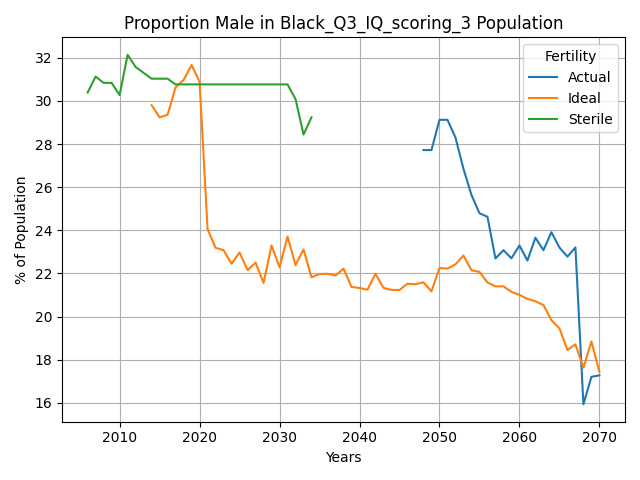 Proportion Male in Black_Q3_IQ_scoring_3 Population
Fertility
Actual
Ideal
Sterile
% of Population
32
30
28
26
24
22
20
18
16
2010 2020 2030 2040 2050 2060 2070
Years